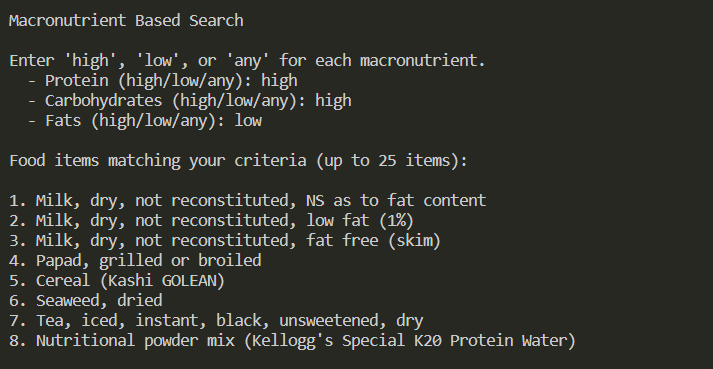 Macronutrient Based Search
Enter 'high', 'low', or 'any' for each macronutrient.
- Protein (high/low/any): high
- Carbohydrates (high/low/any): high
- Fats (high/low/any): low
Food items matching your criteria (up to 25 items):
1. Milk, dry, not reconstituted, NS as to fat content
2. Milk, dry, not reconstituted, low fat (1%)
3. Milk, dry, not reconstituted, fat free (skim)
4. Papad, grilled or broiled
5. Cereal (Kashi GOLEAN)
6. Seaweed, dried
7. Tea, iced, instant, black, unsweetened, dry
8. Nutritional powder mix (Kellogg's Special K20 Protein Water)